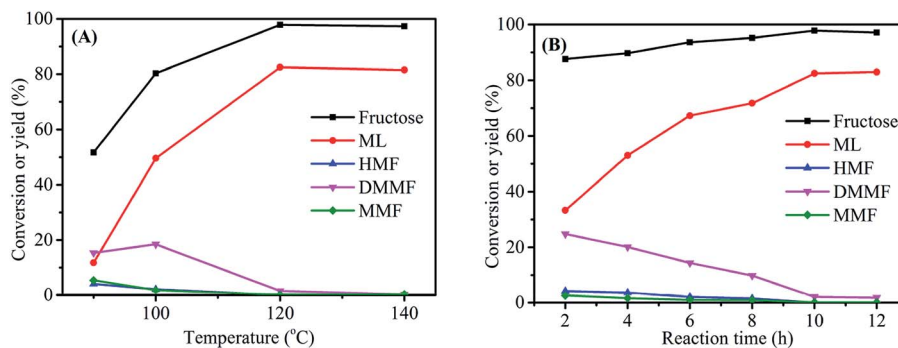 (A)
Conversion or yield (%)
100
80
60
40
20
0
Fructose
ML
HMF
DMMF
MMF
100
120
140
Temperature (°C)
(B)
Conversion or yield (%)
100
80
60
40
20
0
Fructose
ML
HMF
DMMF
MMF
2
4
6
8
10
12
Reaction time (h)